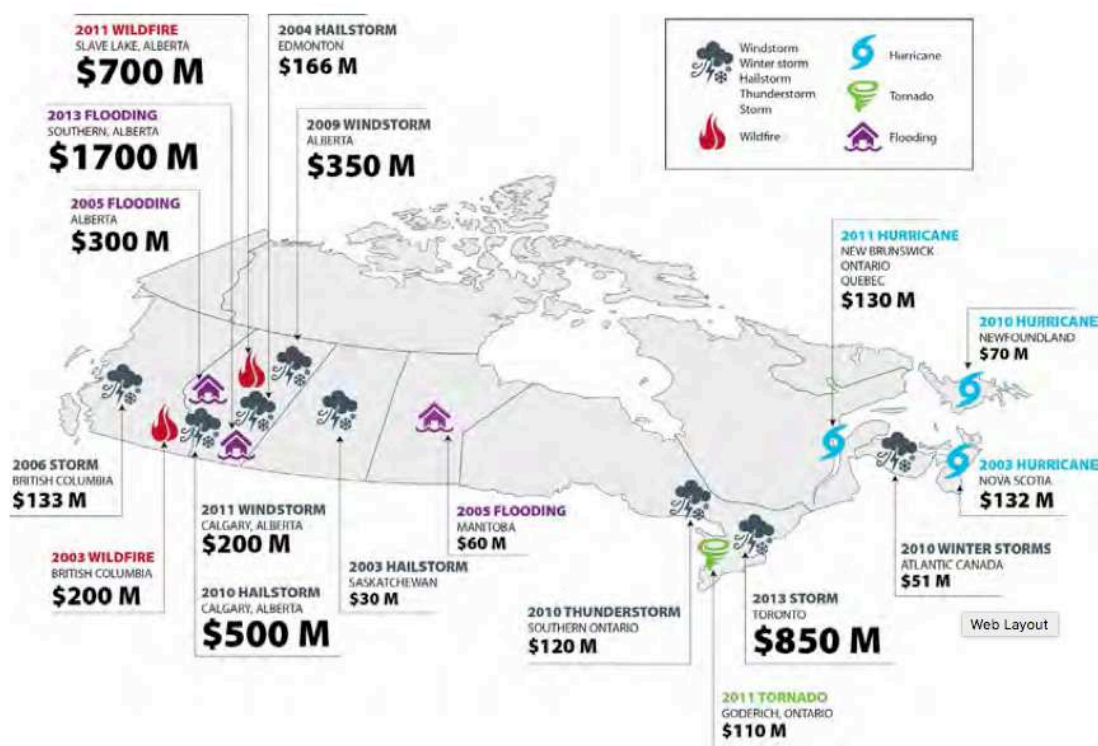 2011 WILDFIRE
SLAVE LAKE, ALBERTA
$700 M
2004 HAILSTORM
EDMONTON
$166 M
2013 FLOODING
SOUTHERN, ALBERTA
$1700 M
2009 WINDSTORM
ALBERTA
$350 M
2005 FLOODING
ALBERTA
$300 M
Windstorm
Winter storm
Hailstorm
Thunderstorm
Storm
Wildfire
Hurricane
Tornado
Flooding
2011 HURRICANE
NEW BRUNSWICK
ONTARIO
QUEBEC
$130 M
2010 HURRICANE
NEWFOUNDLAND
$70 M
2006 STORM
BRITISH COLUMBIA
$133 M
2003 WILDFIRE
BRITISH COLUMBIA
$200 M
2011 WINDSTORM
CALGARY, ALBERTA
$200 M
2010 HAILSTORM
CALGARY, ALBERTA
$500 M
2003 HAILSTORM
SASKATCHEWAN
$30 M
2005 FLOODING
MANITOBA
$60 M
2010 THUNDERSTORM
SOUTHERN ONTARIO
$120 M
2013 STORM
TORONTO
$850 M
2011 TORNADO
GODERICH, ONTARIO
$110 M
2003 HURRICANE
NOVA SCOTIA
$132 M
2010 WINTER STORMS
ATLANTIC CANADA
$51 M
Web Layout